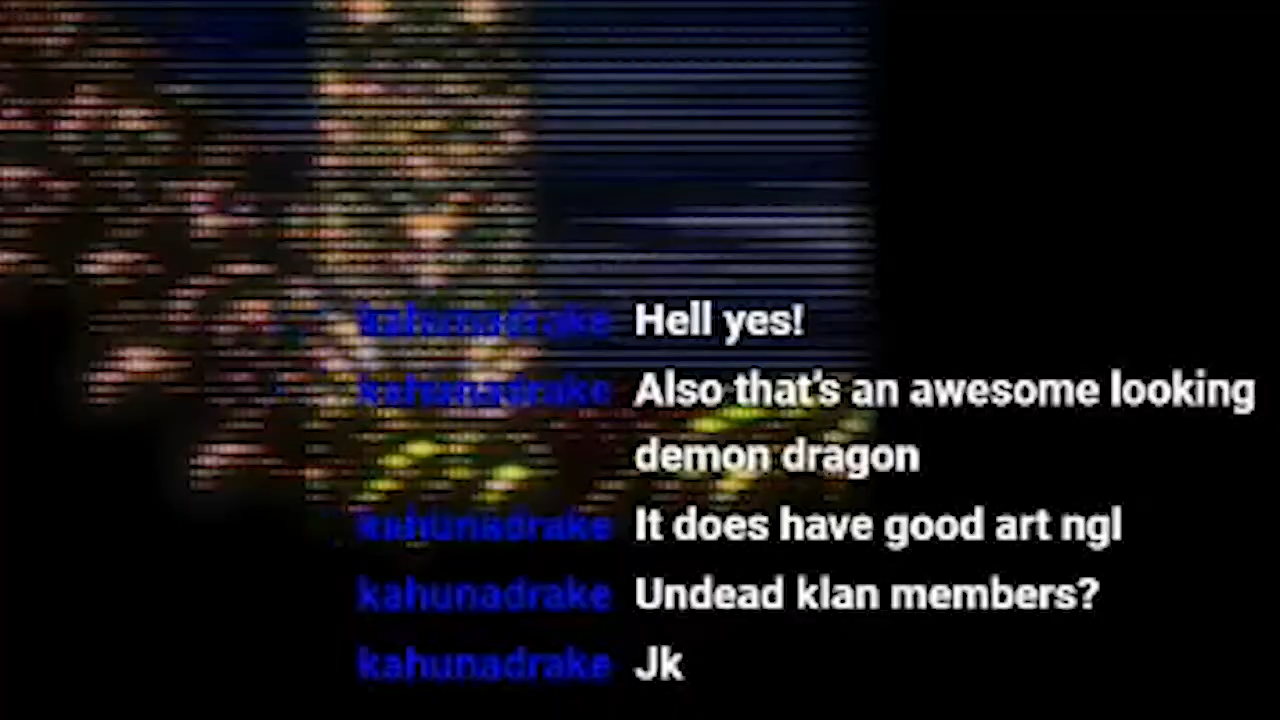 kahunadrake Hell yes!
kahunadrake Also that's an awesome looking
demon dragon
kahunadrake It does have good art ngl
kahunadrake Undead klan members?
kahunadrake Jk